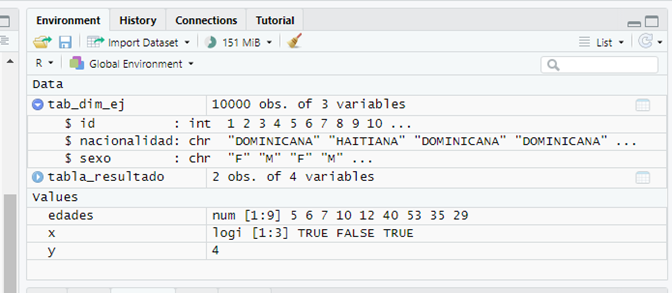 Environment History Connections Tutorial
Import Dataset 151 MiB List
R Global Environment
Data
tab_dim_ej 10000 obs. of 3 variables
$ id : int 1 2 3 4 5 6 7 8 9 10 ...
$ nacionalidad: chr "DOMINICANA" "HAITIANA" "DOMINICANA" "DOMINICANA" ...
$ sexo : chr "F" "M" "F" "M" ...
tabla_resultado 2 obs. of 4 variables
Values
edades num [1:9] 5 6 7 10 12 40 53 35 29
x logi [1:3] TRUE FALSE TRUE
y 4